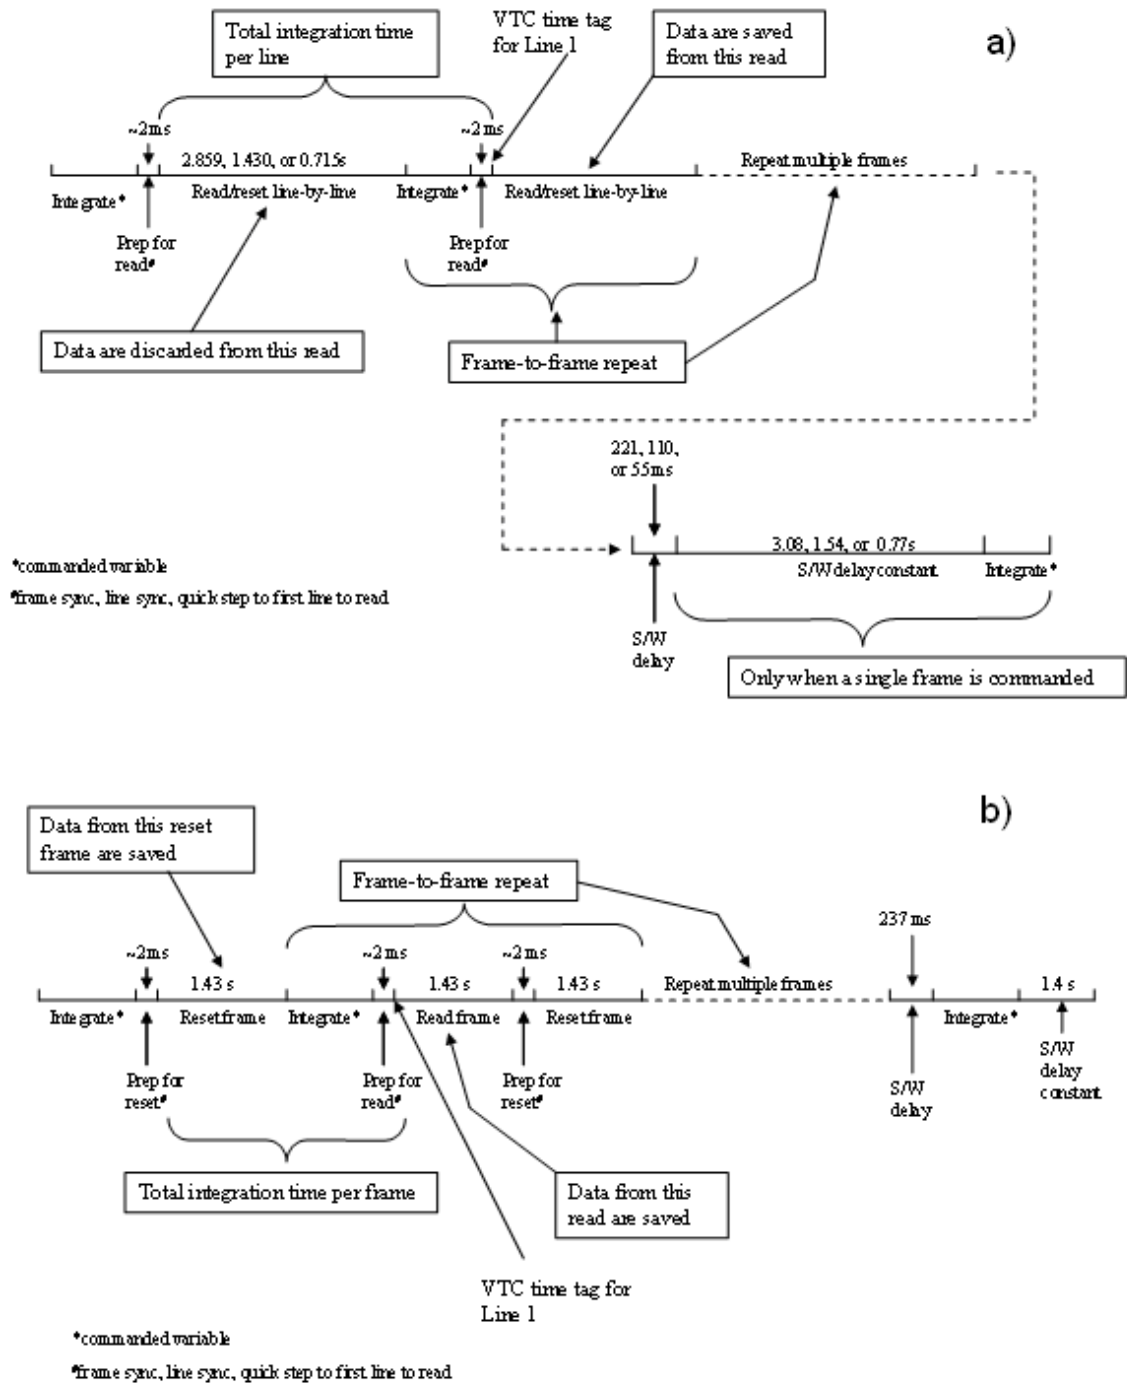 a)
Total integration time
per line
VTC time tag
for Line 1
Data are saved
from this read
~2ms
~2ms
2.859, 1.430, or 0.715s
Repeat multiple frames
Integrate*
Read/reset line-by-line
Integrate*
Read/reset line-by-line
Prep for
read#
Prep for
read#
Data are discarded from this read
Frame-to-frame repeat
221, 110,
or 55ms
3.08, 1.54, or 0.77s
S/W delay constant
Integrate*
*commanded variable
#frame sync, line sync, quick step to first line to read
S/W
delay
Only when a single frame is commanded
b)
Data from this reset
frame are saved
Frame-to-frame repeat
237 ms
~2ms
~2ms
~2ms
1.43 s
1.43 s
1.43 s
Repeat multiple frames
1.4 s
Integrate*
Reset frame
Integrate*
Read frame
Reset frame
Integrate*
Prep for
reset#
Prep for
read#
Prep for
reset#
S/W
delay
S/W
delay
constant
Total integration time per frame
Data from this
read are saved
VTC time tag for
Line 1
*commanded variable
#frame sync, line sync, quick step to first line to read